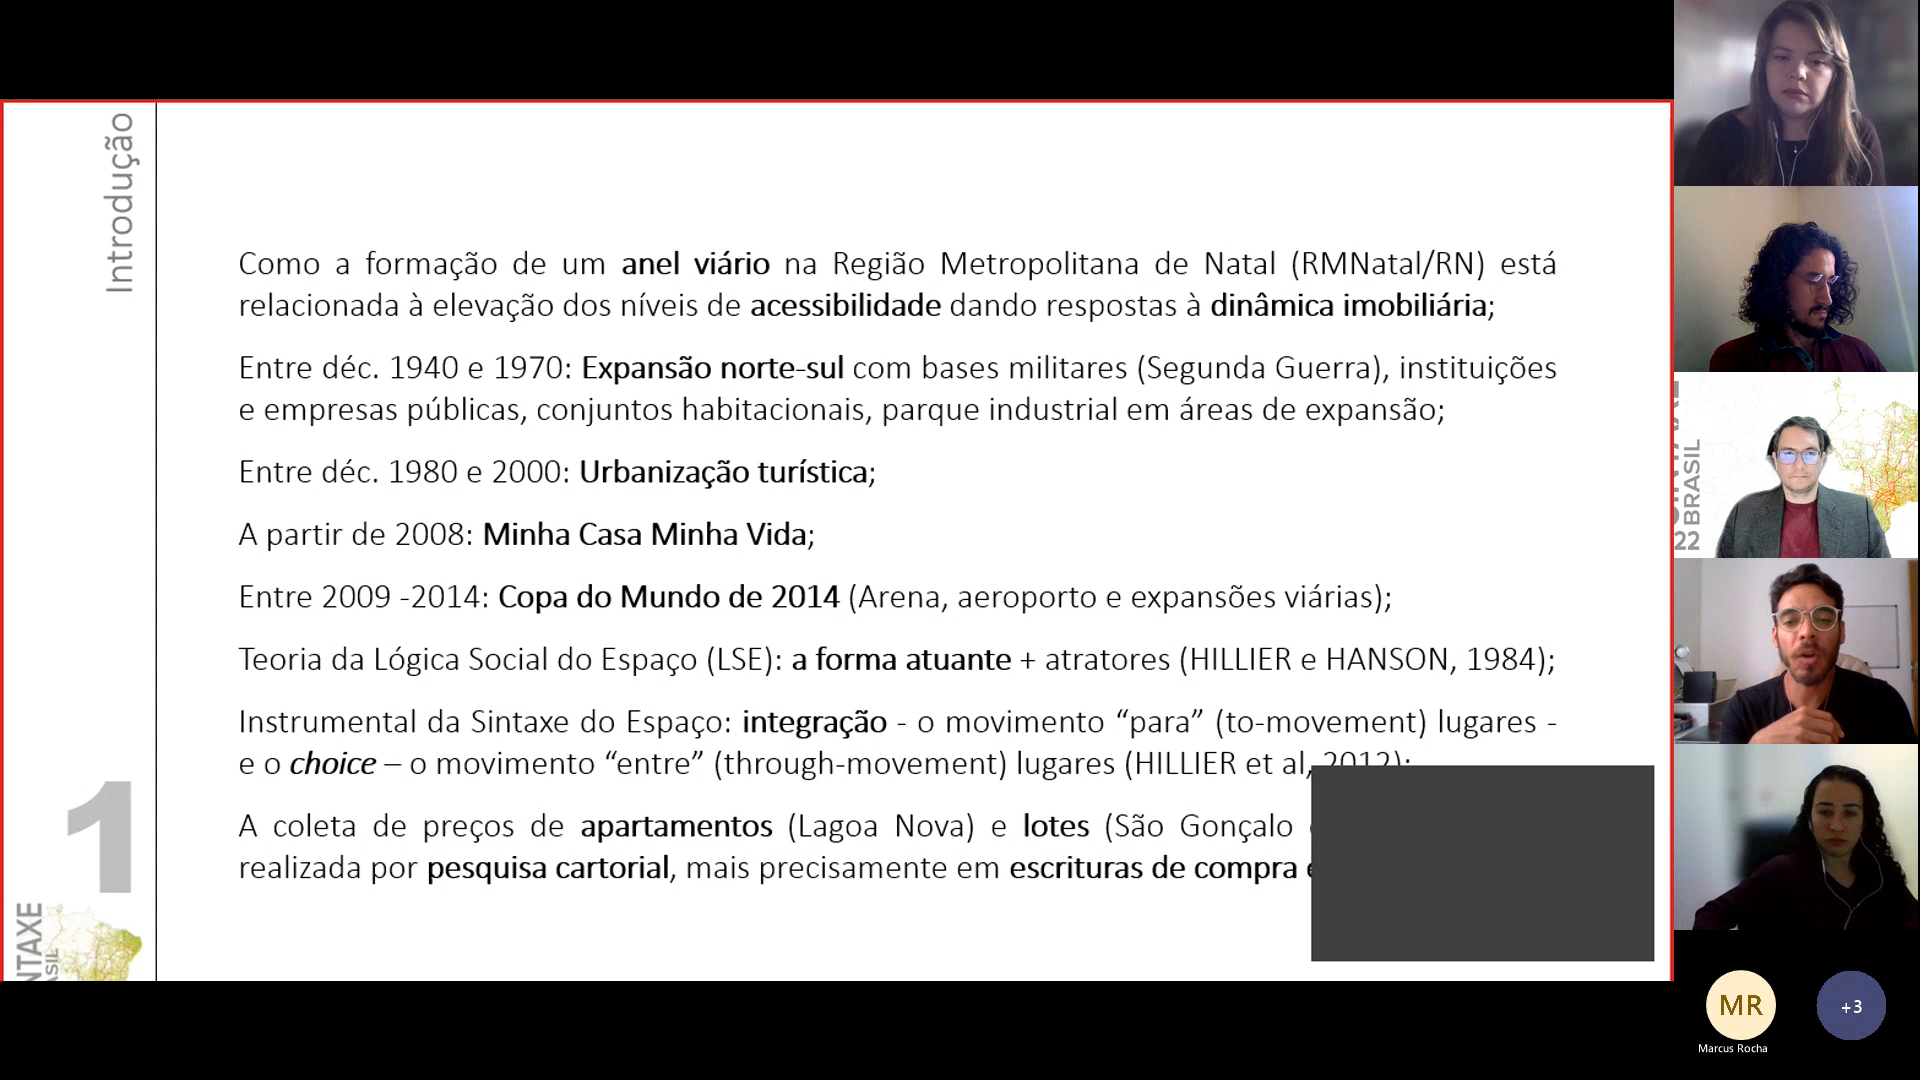 Introdução
Como a formação de um anel viário na Região Metropolitana de Natal (RMNatal/RN) está
relacionada à elevação dos níveis de acessibilidade dando respostas à dinâmica imobiliária;
Entre déc. 1940 e 1970: Expansão norte-sul com bases militares (Segunda Guerra), instituições
e empresas públicas, conjuntos habitacionais, parque industrial em áreas de expansão;
Entre déc. 1980 e 2000: Urbanização turística;
A partir de 2008: Minha Casa Minha Vida;
Entre 2009 -2014: Copa do Mundo de 2014 (Arena, aeroporto e expansões viárias);
Teoria da Lógica Social do Espaço (LSE): a forma atuante + atratores (HILLIER e HANSON, 1984);
Instrumental da Sintaxe do Espaço: integração - o movimento “para” (to-movement) lugares -
e o choice – o movimento “entre” (through-movement) lugares (HILLIER et al, 2012);
A coleta de preços de apartamentos (Lagoa Nova) e lotes (São Gonçalo
realizada por pesquisa cartorial, mais precisamente em escrituras de compra e
1
NTAXE
ASIL
BRASIL
22
MR
+3
Marcus Rocha